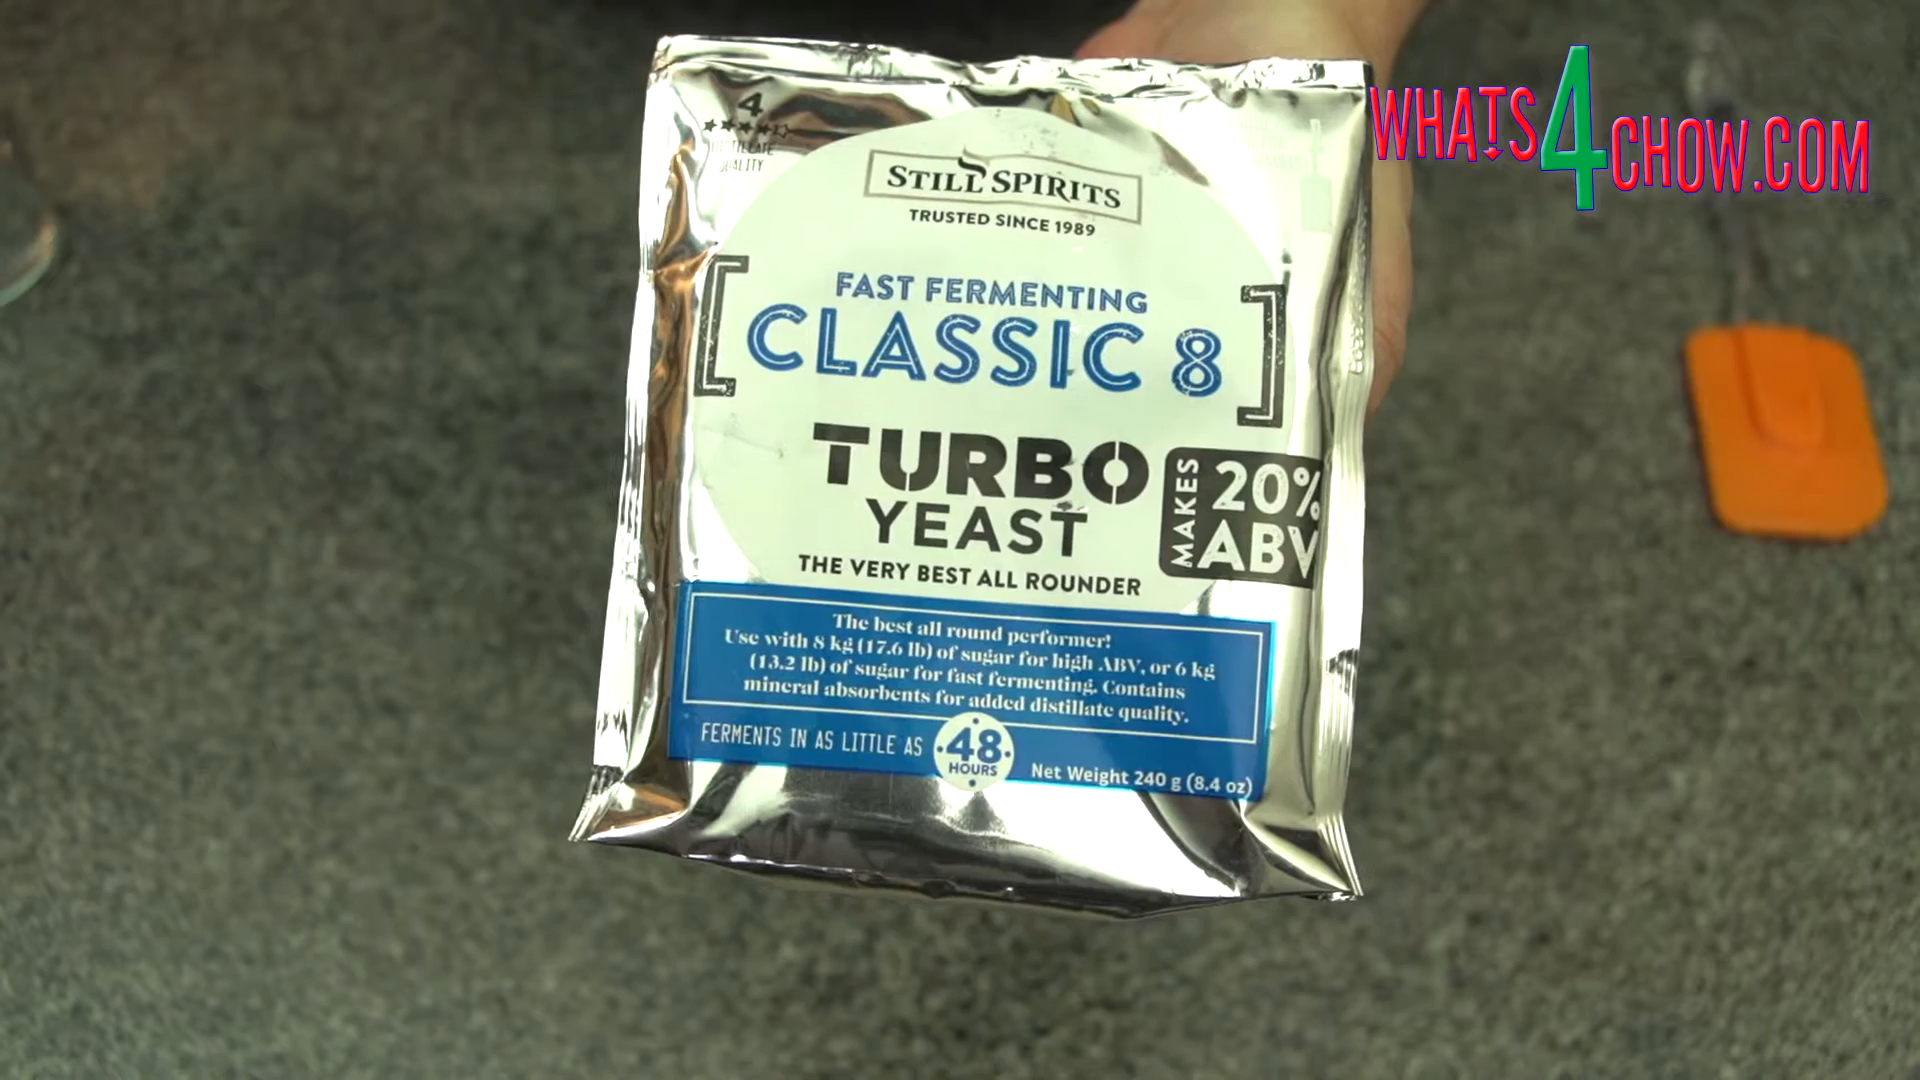 4
DISTILLATE
QUALITY
STILL SPIRITS
TRUSTED SINCE 1989
FAST FERMENTING
[CLASSIC 8]
TURBO
YEAST
MAKES
20%
ABV
THE VERY BEST ALL ROUNDER
The best all round performer!
Use with 8 kg (17.6 lb) of sugar for high ABV, or 6 kg
(13.2 lb) of sugar for fast fermenting. Contains
mineral absorbents for added distillate quality.
FERMENTS IN AS LITTLE AS
48
HOURS
Net Weight 240 g (8.4 oz)
WHATS4CHOW.COM